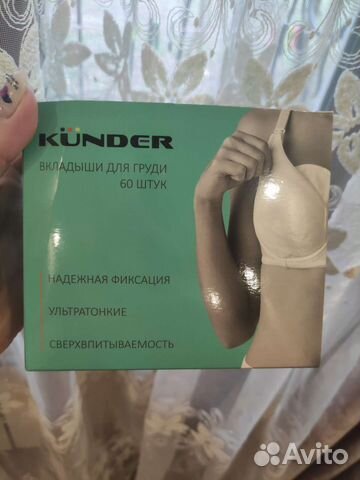 KÜNDER
ВКЛАДЫШИ ДЛЯ ГРУДИ
60 ШТУК
НАДЕЖНАЯ ФИКСАЦИЯ
УЛЬТРАТОНКИЕ
СВЕРХВПИТЫВАЕМОСТЬ
Avito